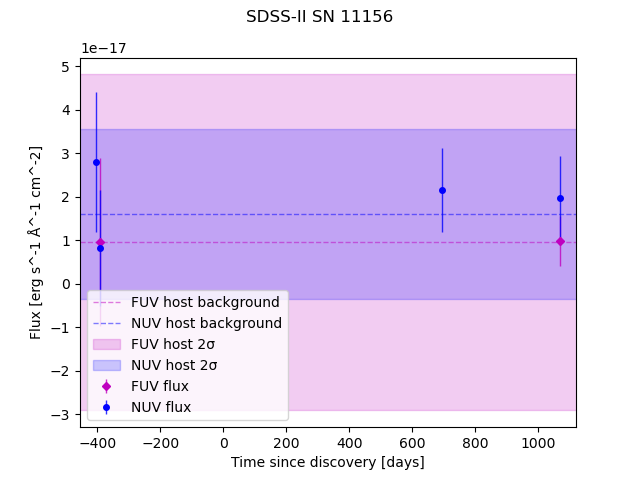 SDSS-II SN 11156
1e−17
5
4
3
2
1
0
−1
−2
−3
Flux [erg s^-1 Å^-1 cm^-2]
FUV host background
NUV host background
FUV host 2σ
NUV host 2σ
FUV flux
NUV flux
−400 −200 0 200 400 600 800 1000
Time since discovery [days]